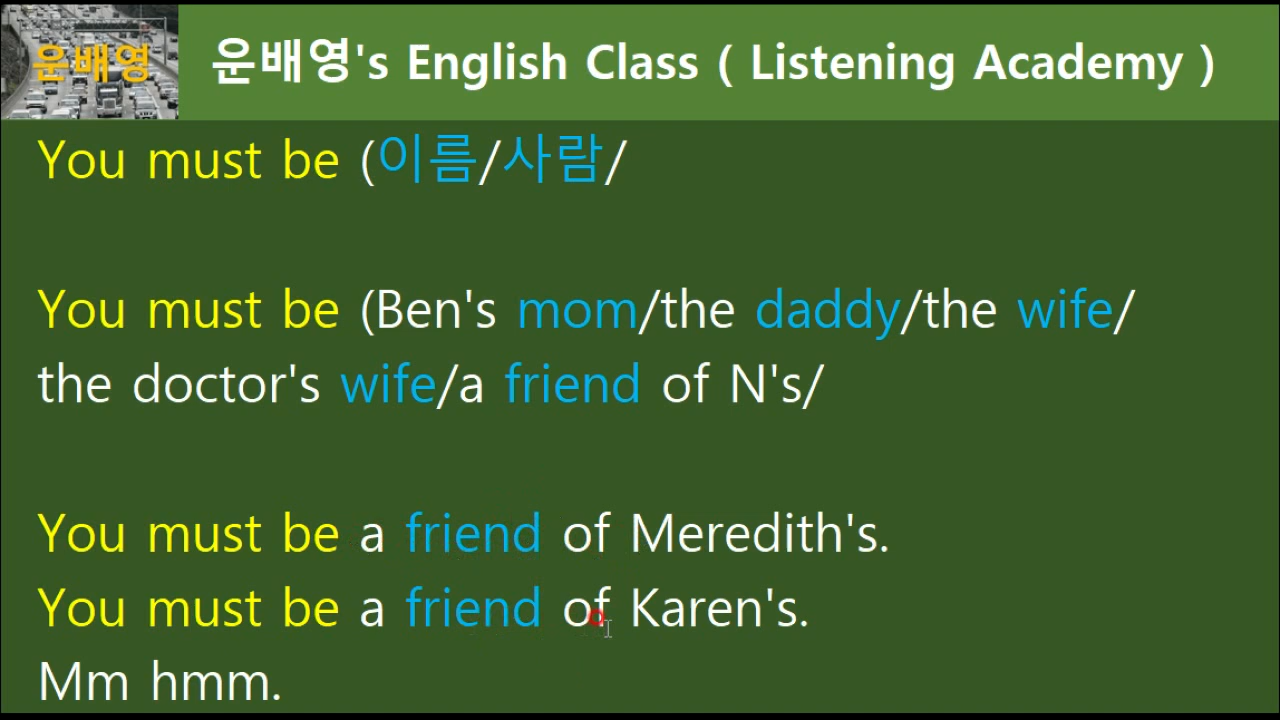 운배영
운배영's English Class ( Listening Academy )
You must be (이름/사람/
You must be (Ben's mom/the daddy/the wife/
the doctor's wife/a friend of N's/
You must be a friend of Meredith's.
You must be a friend of Karen's.
Mm hmm.